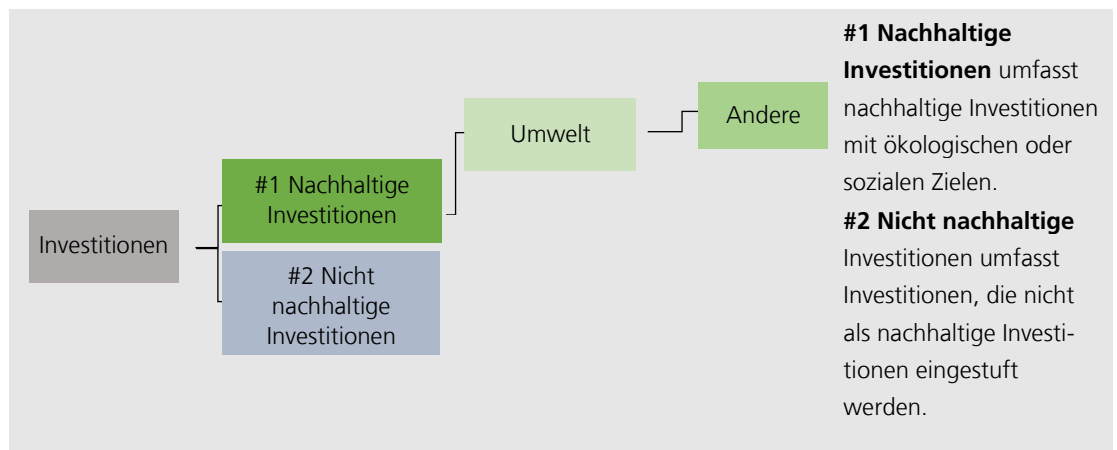 Investitionen
#1 Nachhaltige
Investitionen
#2 Nicht
nachhaltige
Investitionen
Umwelt
Andere
#1 Nachhaltige
Investitionen umfasst
nachhaltige Investitionen
mit ökologischen oder
sozialen Zielen.
#2 Nicht nachhaltige
Investitionen umfasst
Investitionen, die nicht
als nachhaltige Investi-
tionen eingestuft
werden.